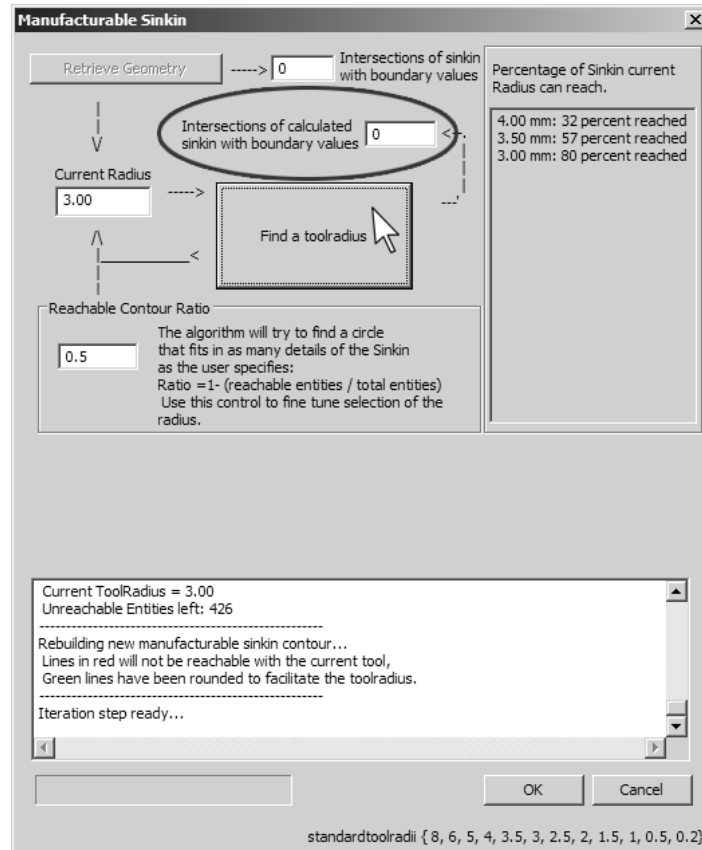 Manufacturable Sinkin
Retrieve Geometry
----->
0
Intersections of sinkin
with boundary values
Intersections of calculated
sinkin with boundary values
0
Current Radius
3.00
----->
Find a toolradius
Percentage of Sinkin current
Radius can reach.
4.00 mm: 32 percent reached
3.50 mm: 57 percent reached
3.00 mm: 80 percent reached
Reachable Contour Ratio
0.5
The algorithm will try to find a circle
that fits in as many details of the Sinkin
as the user specifies:
Ratio =1- (reachable entities / total entities)
Use this control to fine tune selection of the
radius.
Current ToolRadius = 3.00
Unreachable Entities left: 426
----------------------------------------------------
Rebuilding new manufacturable sinkin contour...
Lines in red will not be reachable with the current tool,
Green lines have been rounded to facilitate the toolradius.
----------------------------------------------------
Iteration step ready...
OK
Cancel
standardtoolradii { 8, 6, 5, 4, 3.5, 3, 2.5, 2, 1.5, 1, 0.5, 0.2}